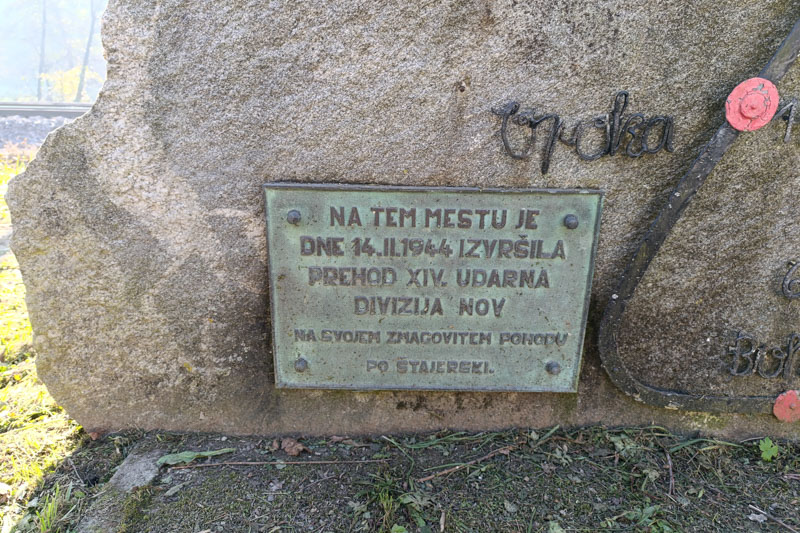 NA TEM MESTU JE
DNE 14.II.1944 IZVRŠILA
PREHOD XIV. UDARNA
DIVIZIJA NOV
NA SVOJEM ZMAGOVITEM POHODU
PO ŠTAJERSKI.